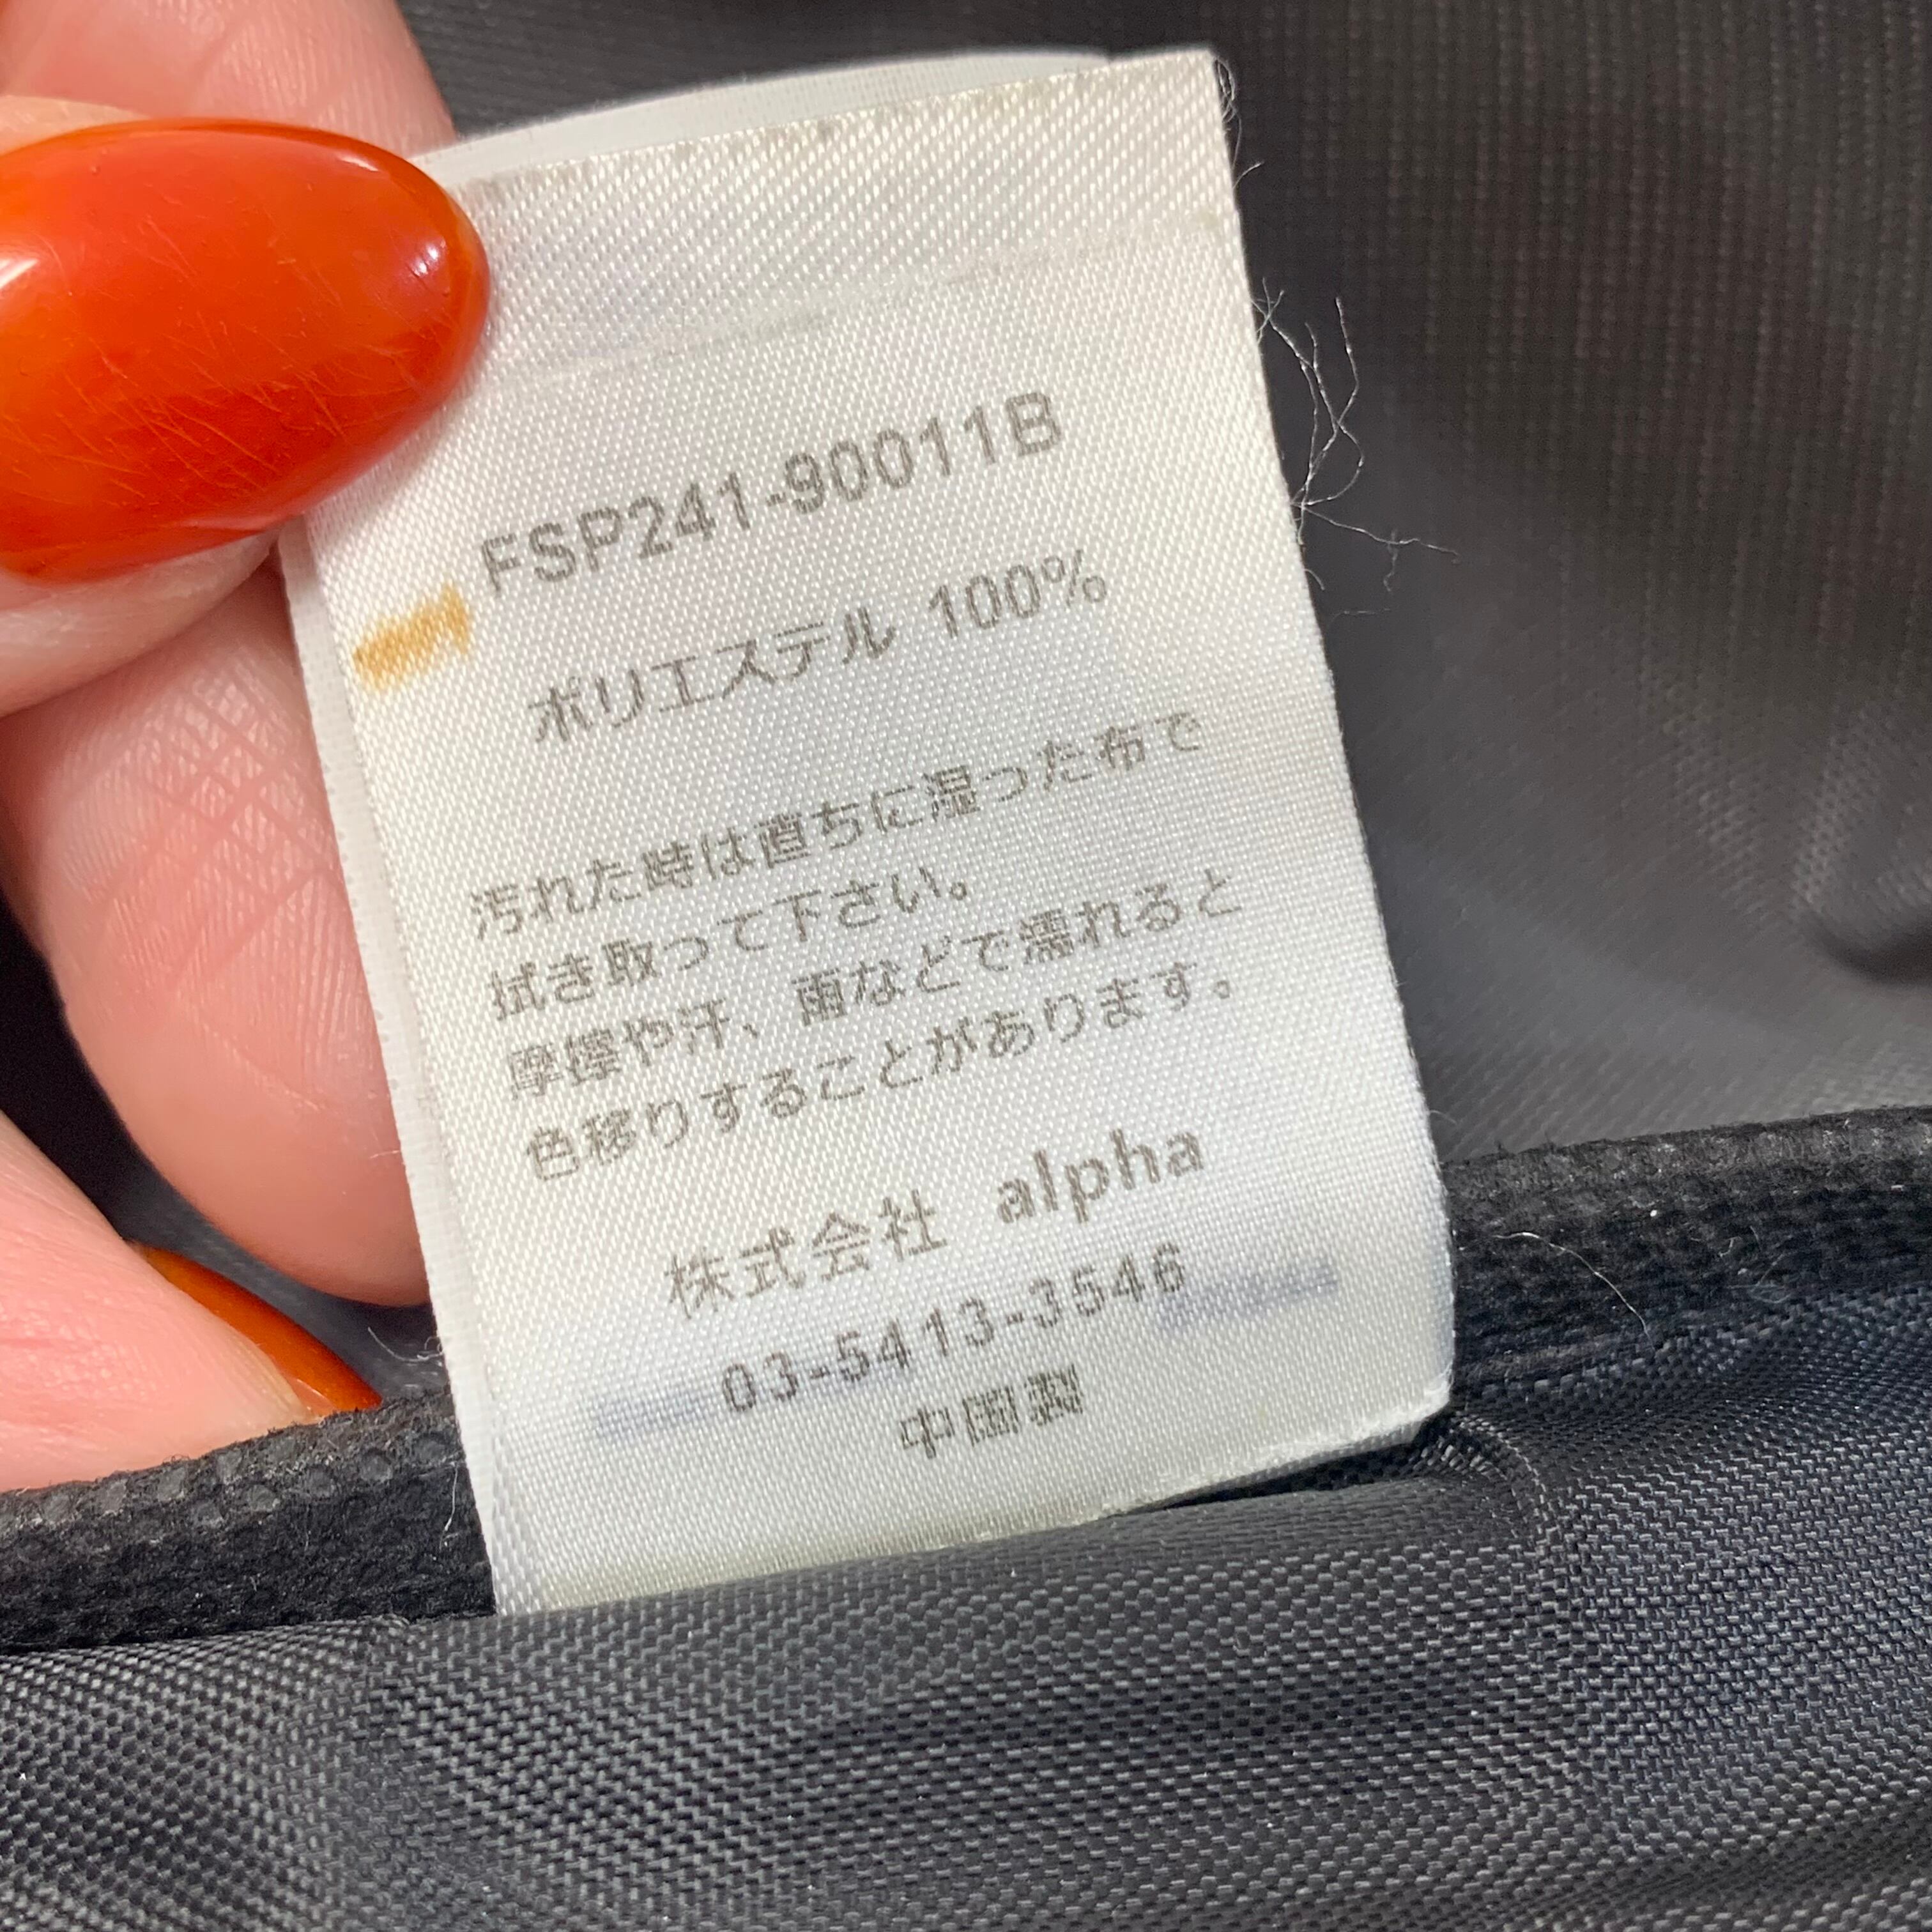 FSP241-90011B
ポリエステル 100%
汚れた時は直ちに湿った布で
拭き取って下さい。
摩擦や汗、雨などで濡れると
色移りすることがあります。
株式会社 alpha
03-5413-3546
中国製